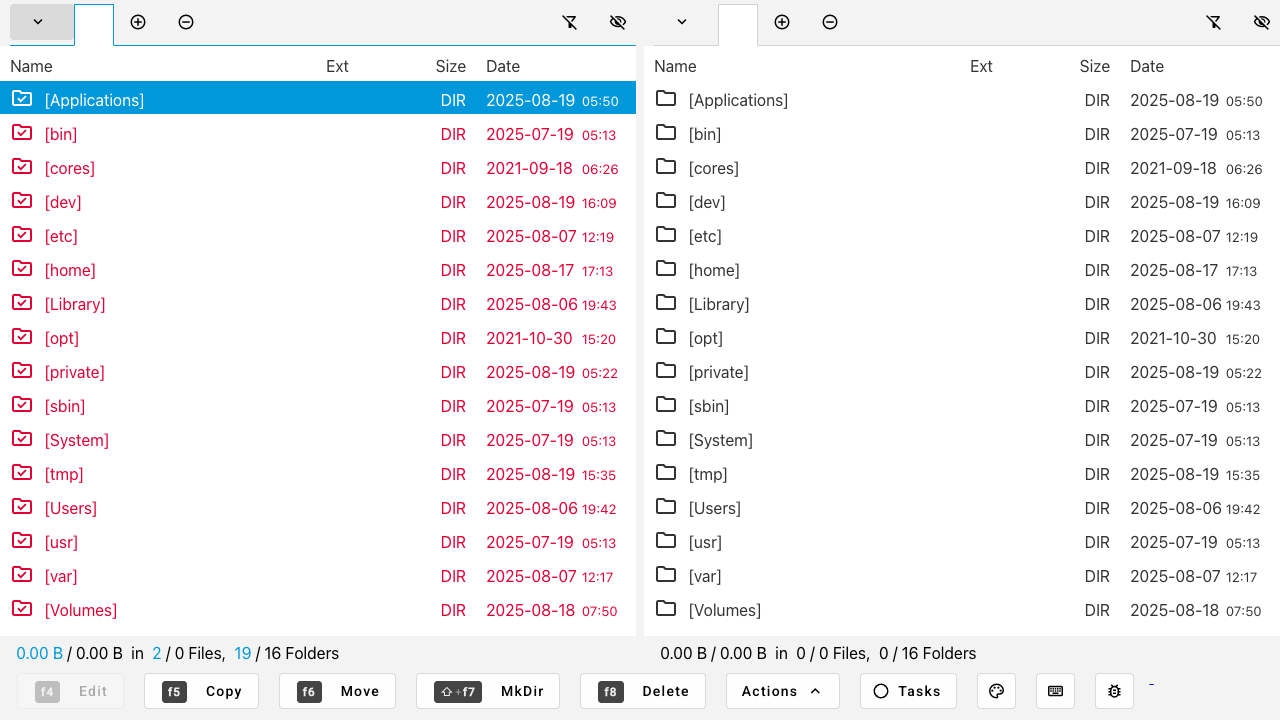 Name Ext Size Date
[Applications] DIR 2025-08-19 05:50
[bin] DIR 2025-07-19 05:13
[cores] DIR 2021-09-18 06:26
[dev] DIR 2025-08-19 16:09
[etc] DIR 2025-08-07 12:19
[home] DIR 2025-08-17 17:13
[Library] DIR 2025-08-06 19:43
[opt] DIR 2021-10-30 15:20
[private] DIR 2025-08-19 05:22
[sbin] DIR 2025-07-19 05:13
[System] DIR 2025-07-19 05:13
[tmp] DIR 2025-08-19 15:35
[Users] DIR 2025-08-06 19:42
[usr] DIR 2025-07-19 05:13
[var] DIR 2025-08-07 12:17
[Volumes] DIR 2025-08-18 07:50
0.00 B / 0.00 B in 2 / 0 Files, 19 / 16 Folders
Name Ext Size Date
[Applications] DIR 2025-08-19 05:50
[bin] DIR 2025-07-19 05:13
[cores] DIR 2021-09-18 06:26
[dev] DIR 2025-08-19 16:09
[etc] DIR 2025-08-07 12:19
[home] DIR 2025-08-17 17:13
[Library] DIR 2025-08-06 19:43
[opt] DIR 2021-10-30 15:20
[private] DIR 2025-08-19 05:22
[sbin] DIR 2025-07-19 05:13
[System] DIR 2025-07-19 05:13
[tmp] DIR 2025-08-19 15:35
[Users] DIR 2025-08-06 19:42
[usr] DIR 2025-07-19 05:13
[var] DIR 2025-08-07 12:17
[Volumes] DIR 2025-08-18 07:50
0.00 B / 0.00 B in 0 / 0 Files, 0 / 16 Folders
f4 Edit f5 Copy f6 Move ⇧+f7 MkDir f8 Delete Actions Tasks -